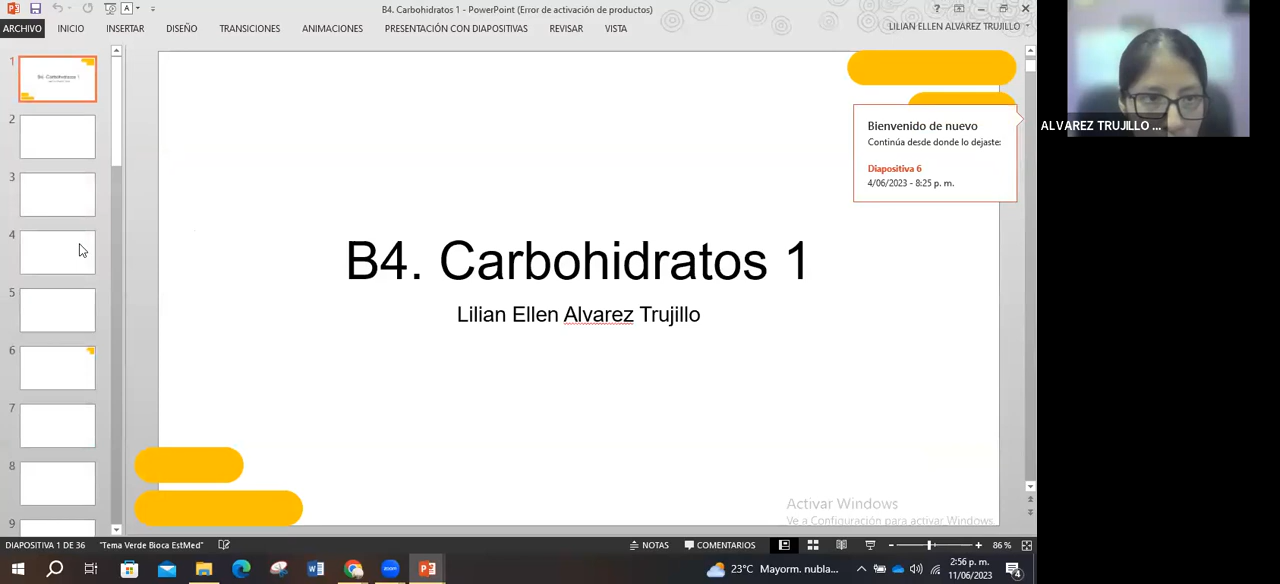 B4. Carbohidratos 1 - PowerPoint (Error de activación de productos)
ARCHIVO INICIO INSERTAR DISEÑO TRANSICIONES ANIMACIONES PRESENTACIÓN CON DIAPOSITIVAS REVISAR VISTA
LILIAN ELLEN ALVAREZ TRUJILLO
1
2
3
4
5
6
7
8
9
Bienvenido de nuevo
Continúa desde donde lo dejaste:
Diapositiva 6
4/06/2023 - 8:25 p. m.
ALVAREZ TRUJILLO ...
B4. Carbohidratos 1
Lilian Ellen Alvarez Trujillo
Activar Windows
Ve a Configuración para activar Windows.
DIAPOSITIVA 1 DE 36 "Tema Verde Bioca EstMed" NOTAS COMENTARIOS 86 %
23°C Mayorm. nubla...
2:56 p. m.
11/06/2023
4